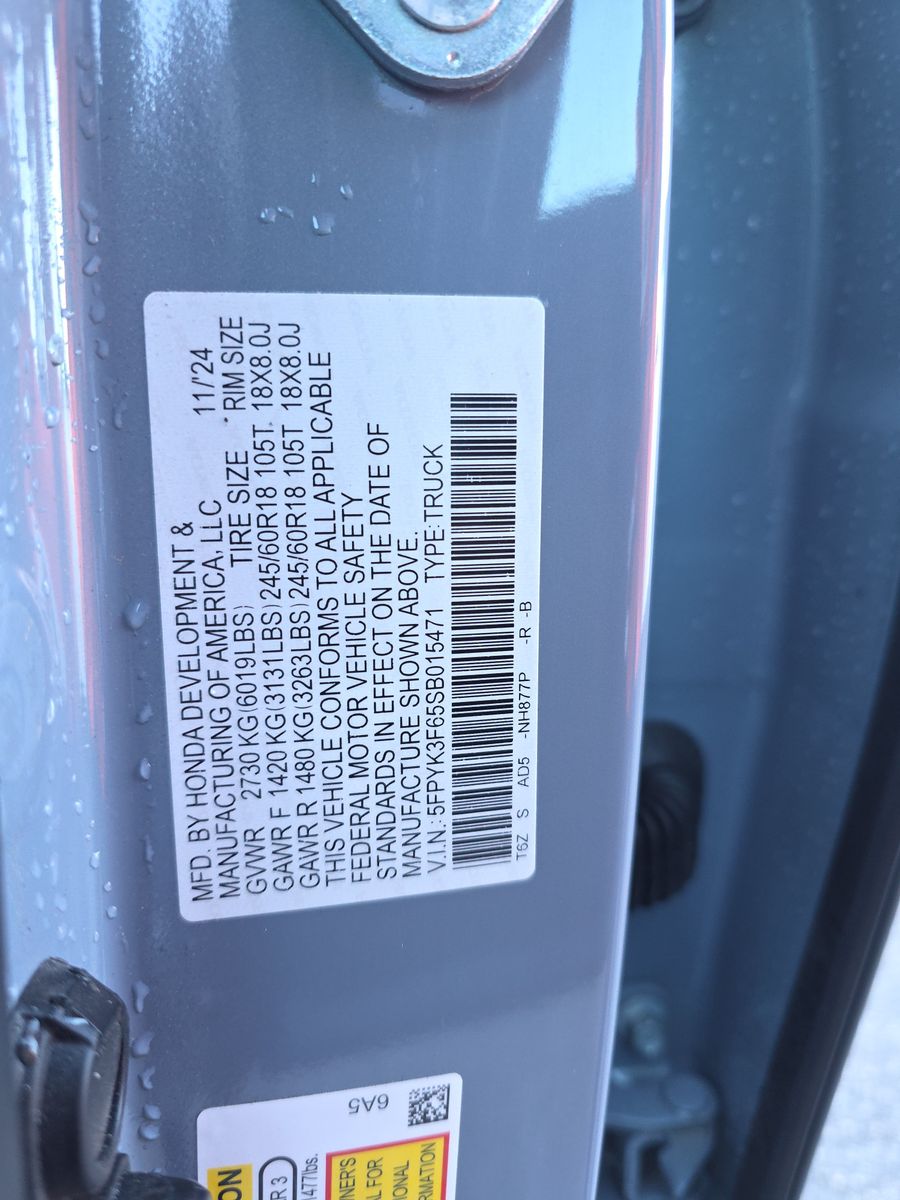 MFD. BY HONDA DEVELOPMENT &
MANUFACTURING OF AMERICA, LLC 11/'24
GVWR 2730 KG(6019LBS) TIRE SIZE RIM SIZE
GAWR F 1420 KG(3131LBS)245/60R18 105T 18X8.0J
GAWR R 1480 KG(3263LBS)245/60R18 105T 18X8.0J
THIS VEHICLE CONFORMS TO ALL APPLICABLE
FEDERAL MOTOR VEHICLE SAFETY
STANDARDS IN EFFECT ON THE DATE OF
MANUFACTURE SHOWN ABOVE.
V.I.N.: 5FPYK3F65SB015471 TYPE:TRUCK
T6Z S AD5 -NH877P -R -B
6A5
1477lbs.